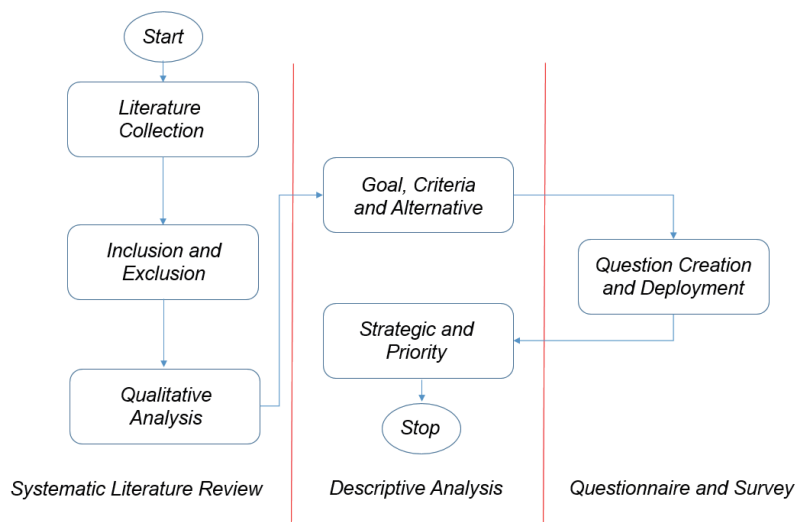 Start
Literature
Collection
Inclusion and
Exclusion
Qualitative
Analysis
Goal, Criteria
and Alternative
Question Creation
and Deployment
Strategic and
Priority
Stop
Systematic Literature Review
Descriptive Analysis
Questionnaire and Survey